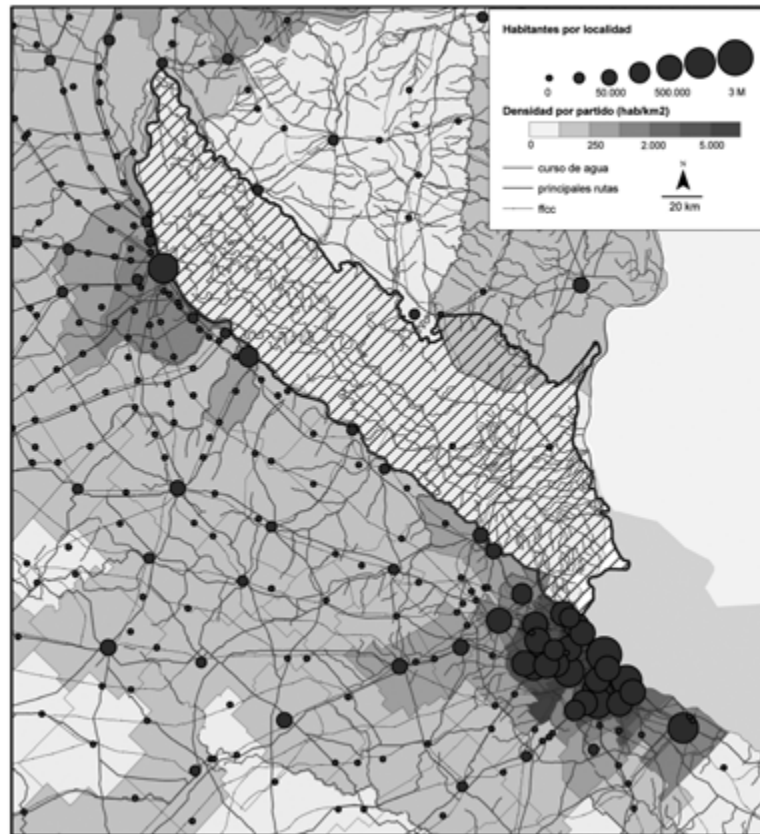 Habitantes por localidad
0 50.000 500.000 3 M
Densidad por partido (hab/km2)
0 250 2.000 5.000
curso de agua
principales rutas
ffcc
N
20 km